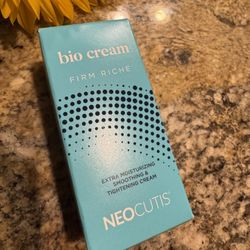 bio cream
FIRM RICHE
EXTRA MOISTURIZING
SMOOTHING &
TIGHTENING CREAM
NEOCUTIS®